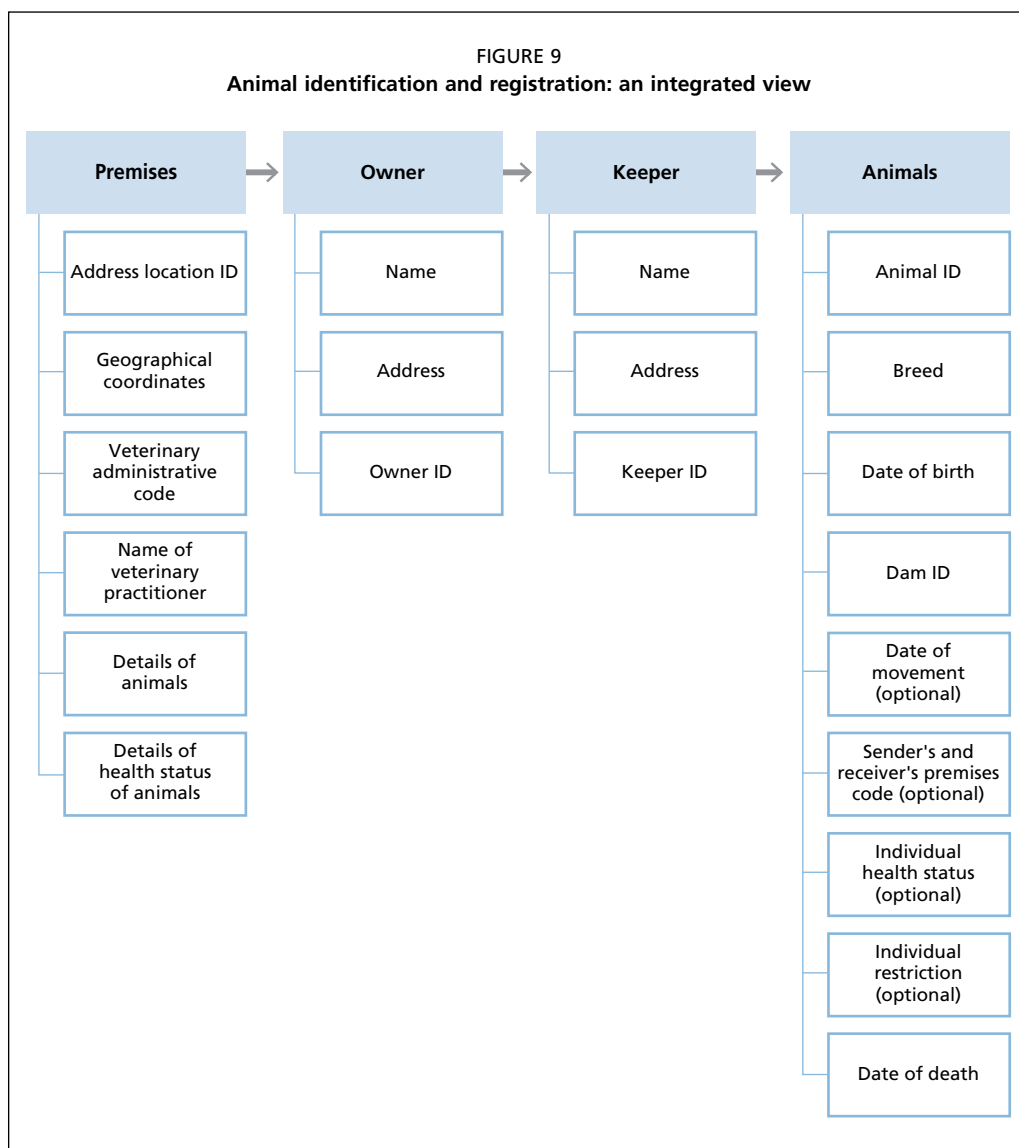 FIGURE 9
Animal identification and registration: an integrated view
Premises
Address location ID
Geographical
coordinates
Veterinary
administrative
code
Name of
veterinary
practitioner
Details of
animals
Details of
health status
of animals
Owner
Name
Address
Owner ID
Keeper
Name
Address
Keeper ID
Animals
Animal ID
Breed
Date of birth
Dam ID
Date of
movement
(optional)
Sender's and
receiver's premises
code (optional)
Individual
health status
(optional)
Individual
restriction
(optional)
Date of death